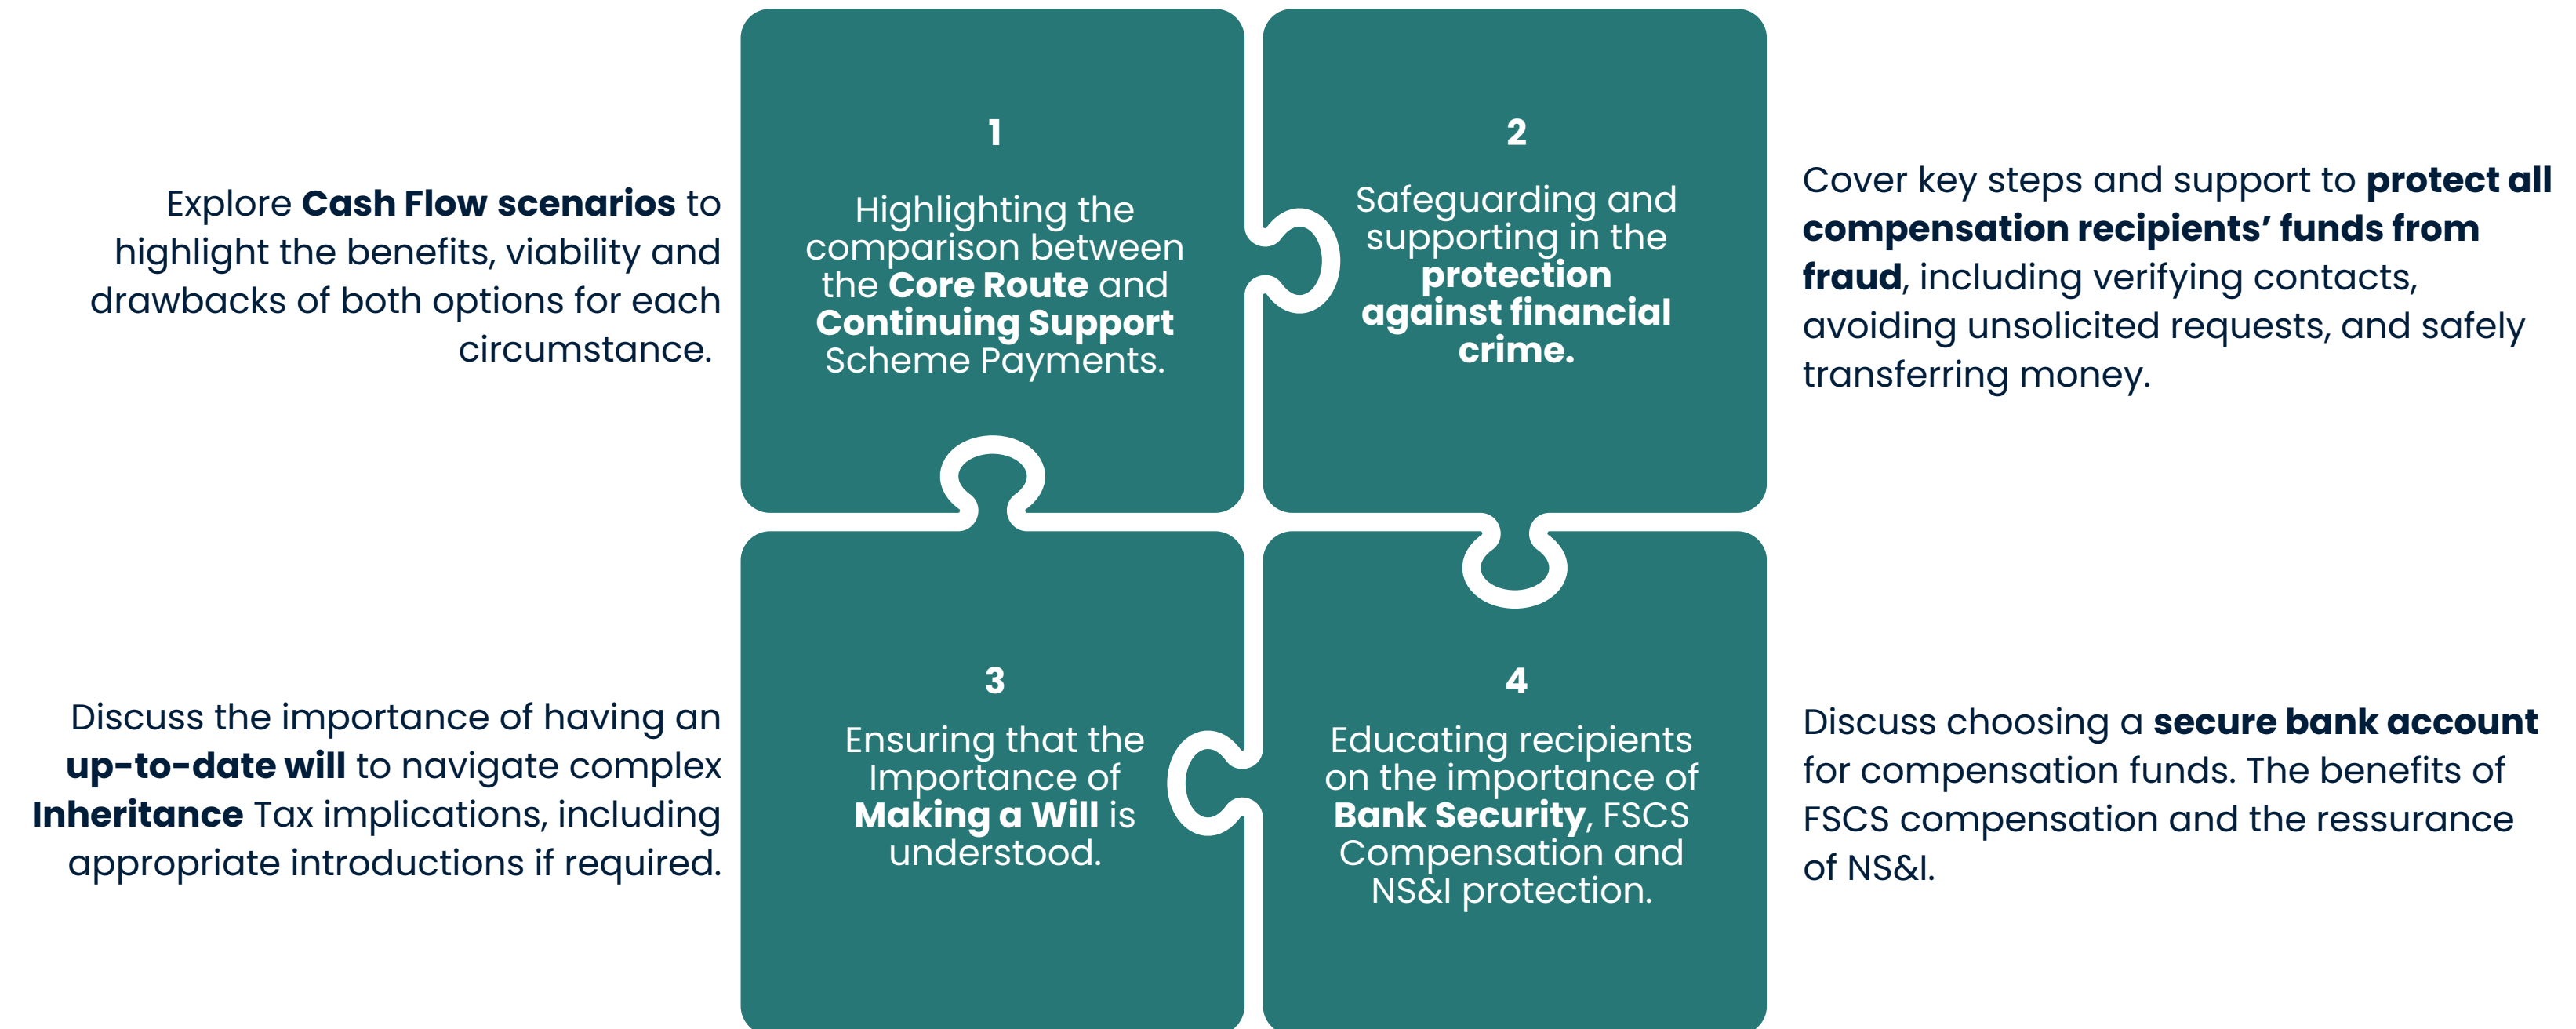 Explore Cash Flow scenarios to
highlight the benefits, viability and
drawbacks of both options for each
circumstance.
1
Highlighting the
comparison between
the Core Route and
Continuing Support
Scheme Payments.
2
Safeguarding and
supporting in the
protection
against financial
crime.
Cover key steps and support to protect all
compensation recipients’ funds from
fraud, including verifying contacts,
avoiding unsolicited requests, and safely
transferring money.
Discuss the importance of having an
up-to-date will to navigate complex
Inheritance Tax implications, including
appropriate introductions if required.
3
Ensuring that the
Importance of
Making a Will is
understood.
4
Educating recipients
on the importance of
Bank Security, FSCS
Compensation and
NS&I protection.
Discuss choosing a secure bank account
for compensation funds. The benefits of
FSCS compensation and the ressurance
of NS&I.